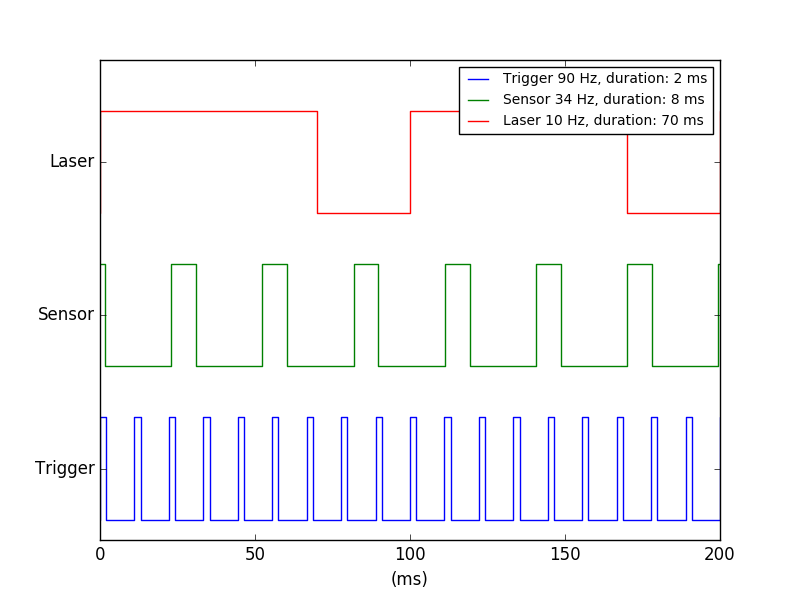 Trigger 90 Hz, duration: 2 ms
Sensor 34 Hz, duration: 8 ms
Laser 10 Hz, duration: 70 ms
Laser
Sensor
Trigger
0 50 100 150 200
(ms)